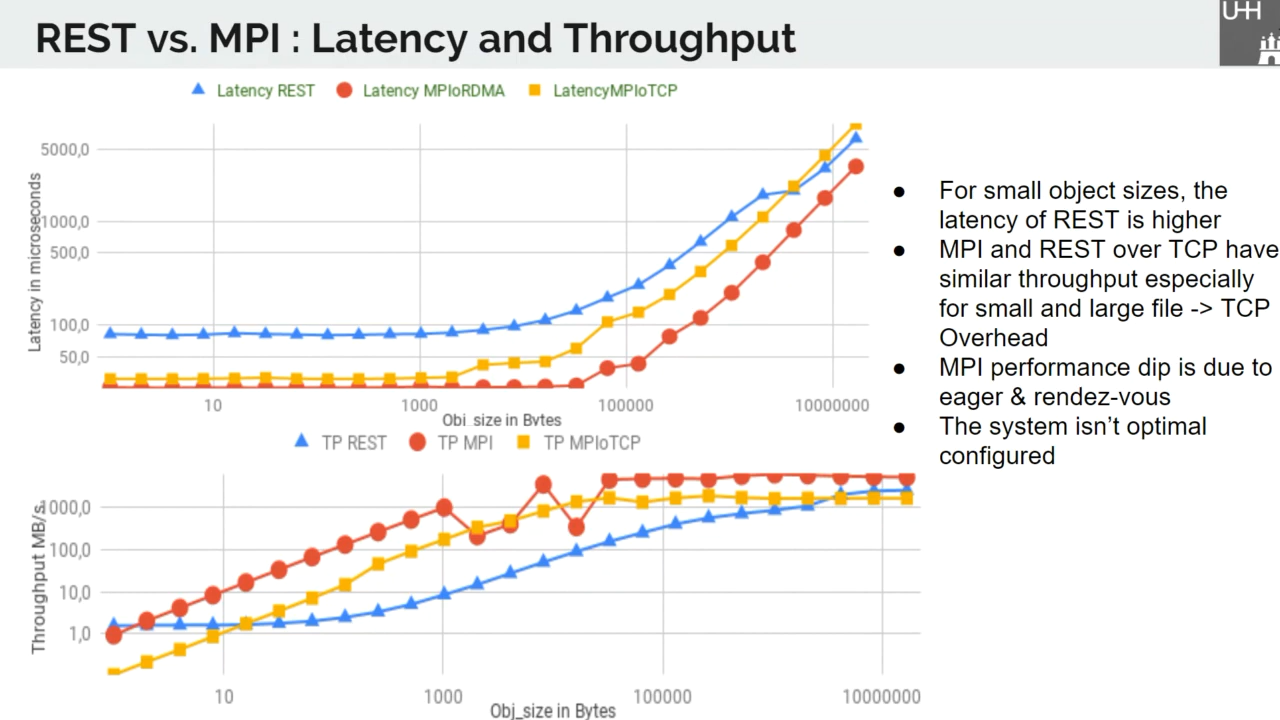 REST vs. MPI : Latency and Throughput
UHH
Latency REST Latency MPIoRDMA LatencyMPIoTCP
Latency in microseconds
5000,0
1000,0
500,0
100,0
50,0
10 1000 100000 10000000
Obj_size in Bytes
TP REST TP MPI TP MPIoTCP
Throughput MB/s.
1000,0
100,0
10,0
1,0
10 1000 100000 10000000
Obj_size in Bytes
● For small object sizes, the
latency of REST is higher
● MPI and REST over TCP have
similar throughput especially
for small and large file -> TCP
Overhead
● MPI performance dip is due to
eager & rendez-vous
● The system isn’t optimal
configured